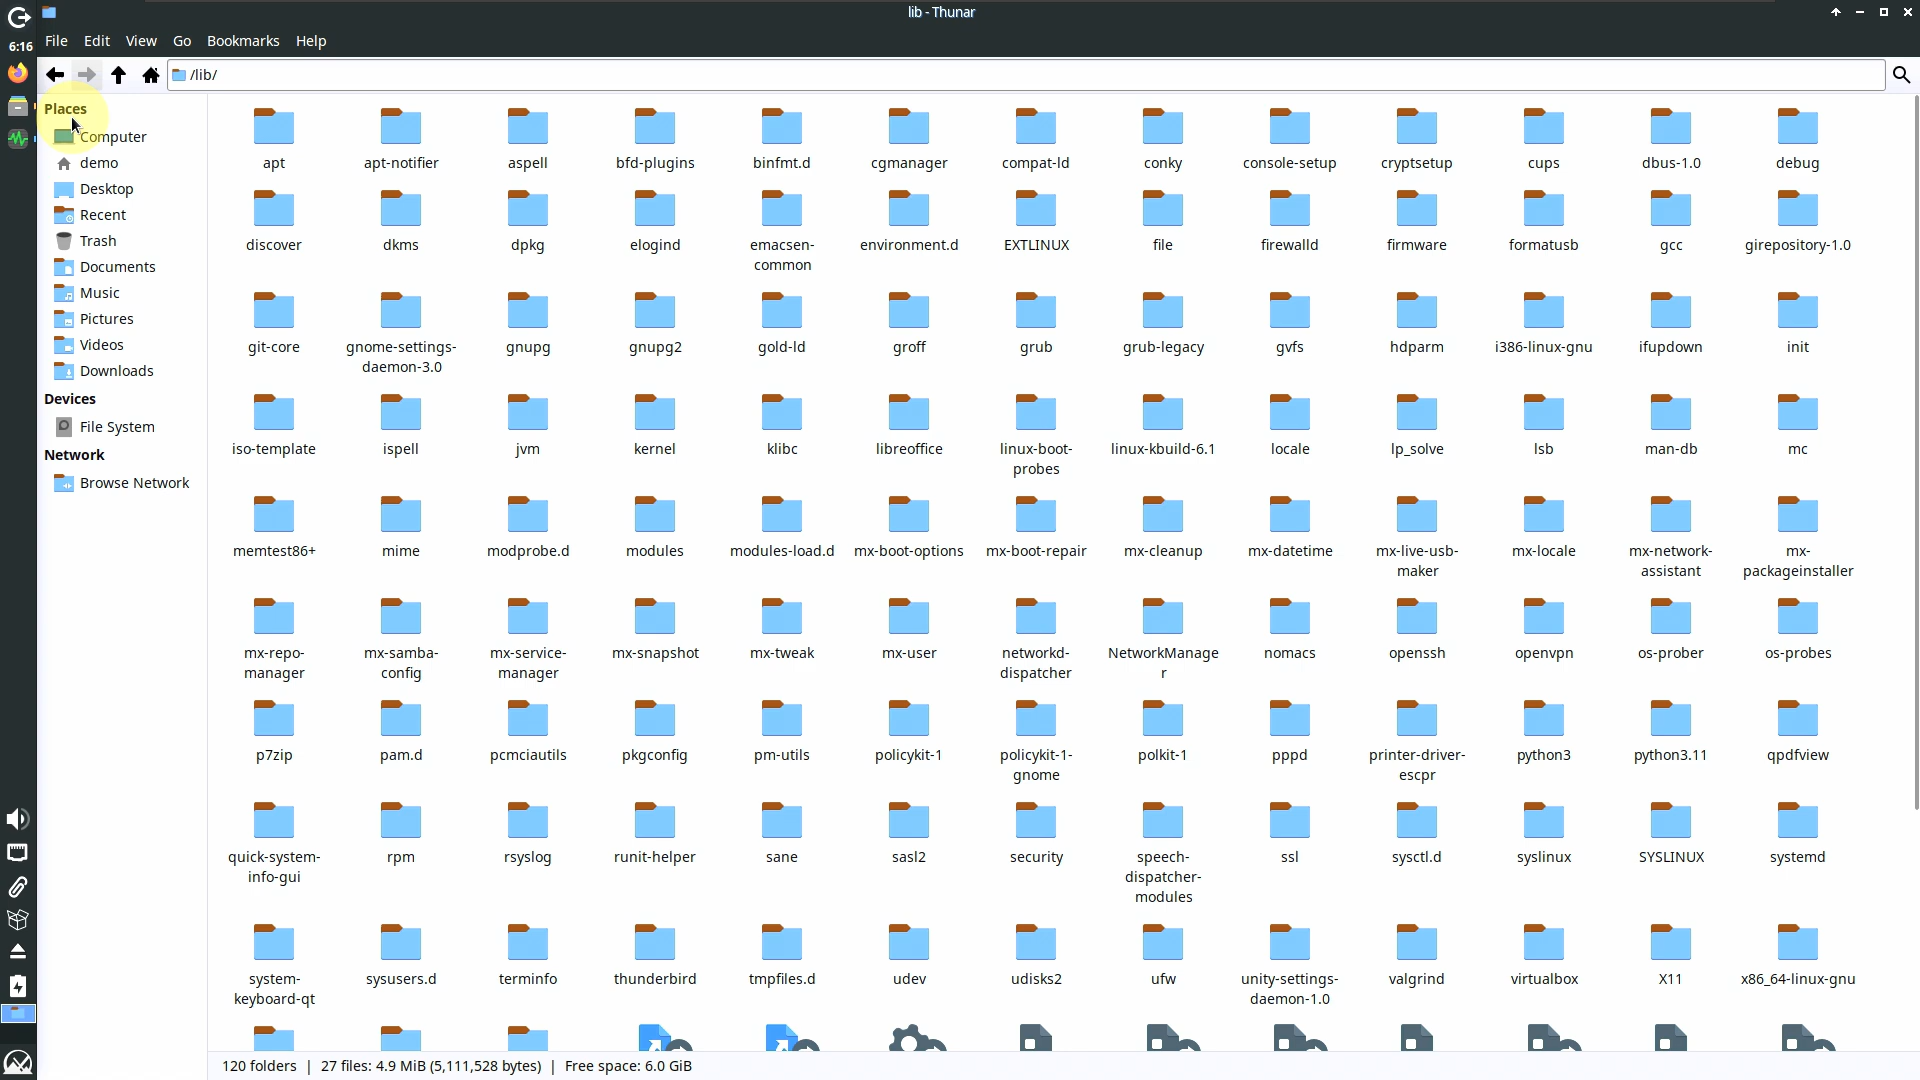 lib - Thunar
6:16
File Edit View Go Bookmarks Help
/lib/
Places
Computer
demo
Desktop
Recent
Trash
Documents
Music
Pictures
Videos
Downloads
Devices
File System
Network
Browse Network
apt apt-notifier aspell bfd-plugins binfmt.d cgmanager compat-ld conky console-setup cryptsetup cups dbus-1.0 debug
discover dkms dpkg elogind emacsen- environment.d EXTLINUX file firewalld firmware formatusb gcc girepository-1.0
common
git-core gnome-settings- gnupg gnupg2 gold-ld groff grub grub-legacy gvfs hdparm i386-linux-gnu ifupdown init
daemon-3.0
iso-template ispell jvm kernel klibc libreoffice linux-boot- linux-kbuild-6.1 locale lp_solve lsb man-db mc
probes
memtest86+ mime modprobe.d modules modules-load.d mx-boot-options mx-boot-repair mx-cleanup mx-datetime mx-live-usb- mx-locale mx-network- mx-
maker assistant packageinstaller
mx-repo- mx-samba- mx-service- mx-snapshot mx-tweak mx-user networkd- NetworkManage nomacs openssh openvpn os-prober os-probes
manager config manager dispatcher r
p7zip pam.d pcmciautils pkgconfig pm-utils policykit-1 policykit-1- polkit-1 pppd printer-driver- python3 python3.11 qpdfview
gnome escpr
quick-system- rpm rsyslog runit-helper sane sasl2 security speech- ssl sysctl.d syslinux SYSLINUX systemd
info-gui dispatcher-
modules
system- sysusers.d terminfo thunderbird tmpfiles.d udev udisks2 ufw unity-settings- valgrind virtualbox X11 x86_64-linux-gnu
keyboard-qt daemon-1.0
120 folders | 27 files: 4.9 MiB (5,111,528 bytes) | Free space: 6.0 GiB